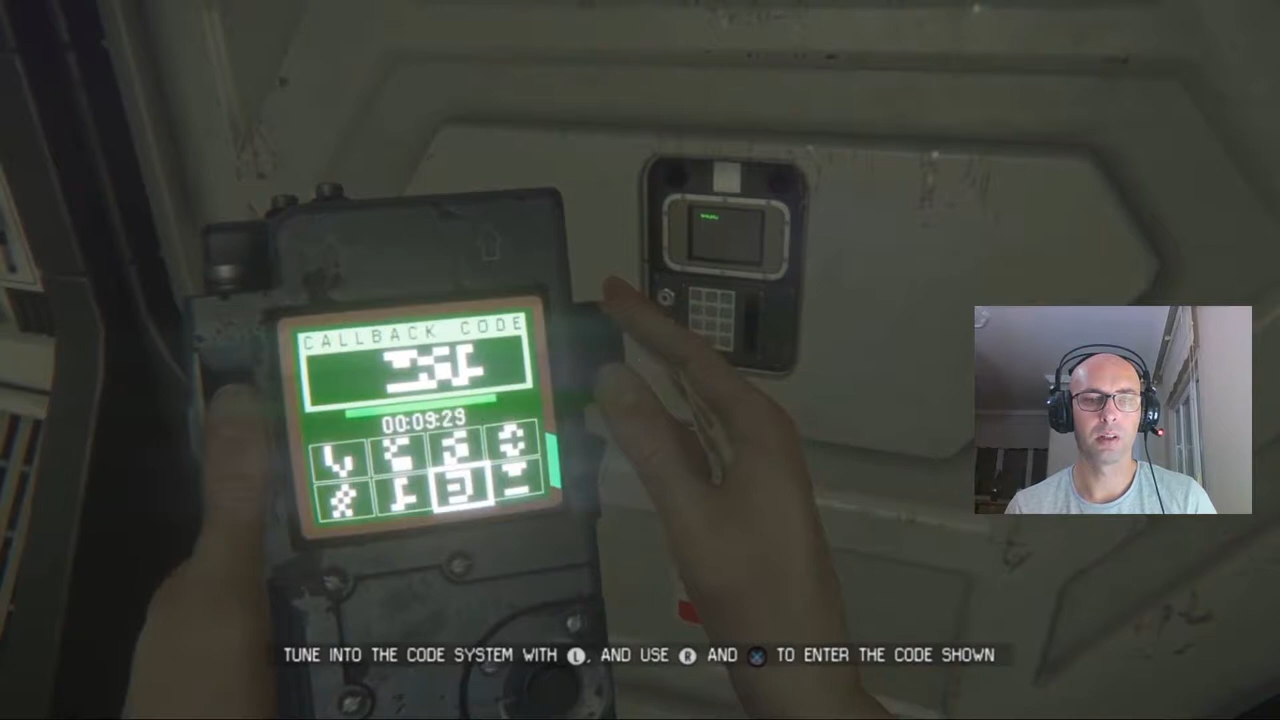 CALLBACK CODE
00:09:29
TUNE INTO THE CODE SYSTEM WITH L, AND USE R AND X TO ENTER THE CODE SHOWN